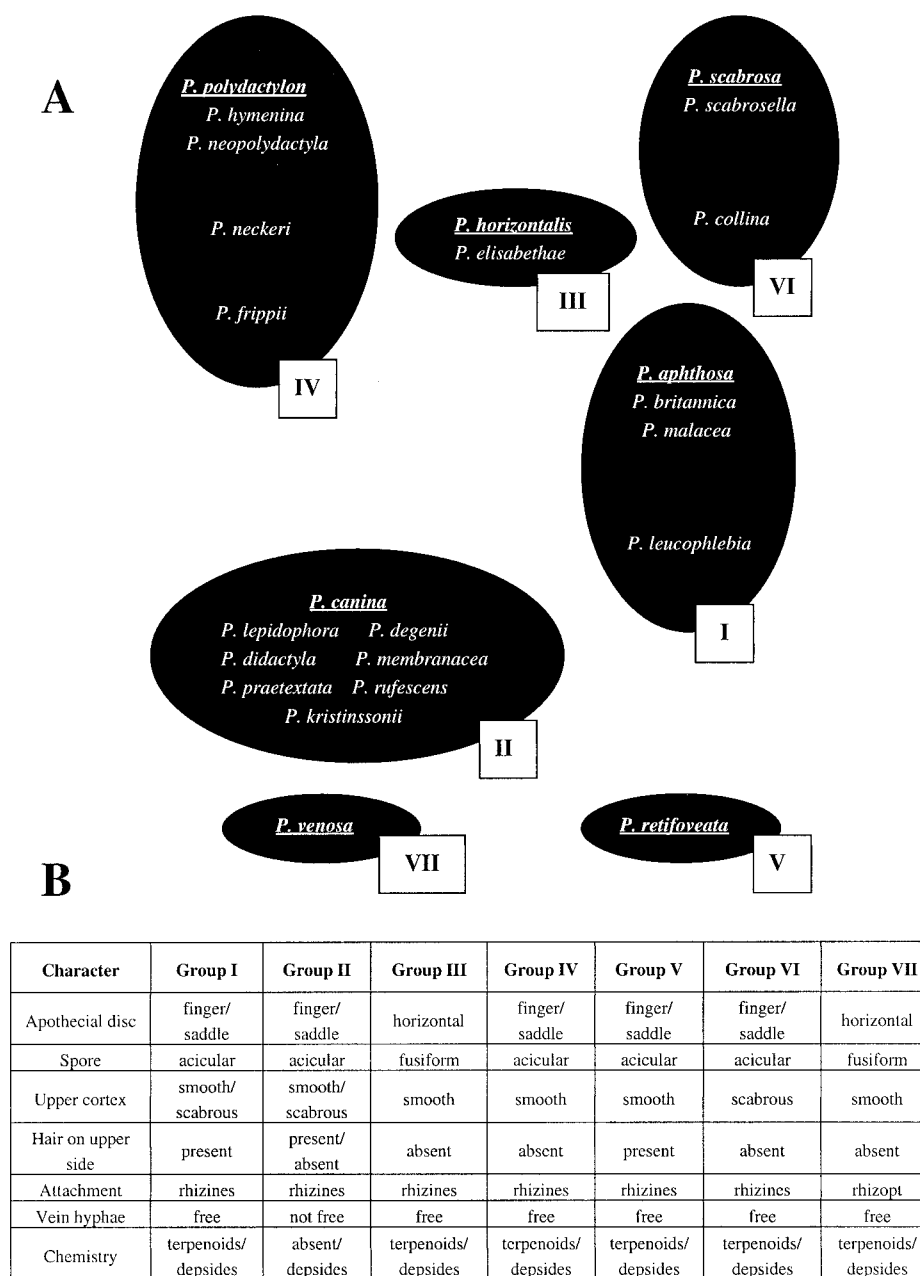 A
P. polydactylon
P. hymenina
P. neopolydactyla
P. neckeri
P. frippii
IV
P. horizontalis
P. elisabethae
III
P. scabrosa
P. scabrosella
P. collina
VI
P. aphthosa
P. britannica
P. malacea
P. leucophlebia
I
P. canina
P. lepidophora P. degenii
P. didactyla P. membranacea
P. praetextata P. rufescens
P. kristinssonii
II
P. venosa
VII
P. retifoveata
V
B
Character Group I Group II Group III Group IV Group V Group VI Group VII
Apothecial disc finger/ saddle finger/ saddle horizontal finger/ saddle finger/ saddle finger/ saddle horizontal
Spore acicular acicular fusiform acicular acicular acicular fusiform
Upper cortex smooth/ scabrous smooth/ scabrous smooth smooth smooth scabrous smooth
Hair on upper side present present/ absent absent absent present absent absent
Attachment rhizines rhizines rhizines rhizines rhizines rhizines rhizopt
Vein hyphae free not free free free free free free
Chemistry terpenoids/ depsides absent/ depsides terpenoids/ depsides terpenoids/ depsides terpenoids/ depsides terpenoids/ depsides terpenoids/ depsides